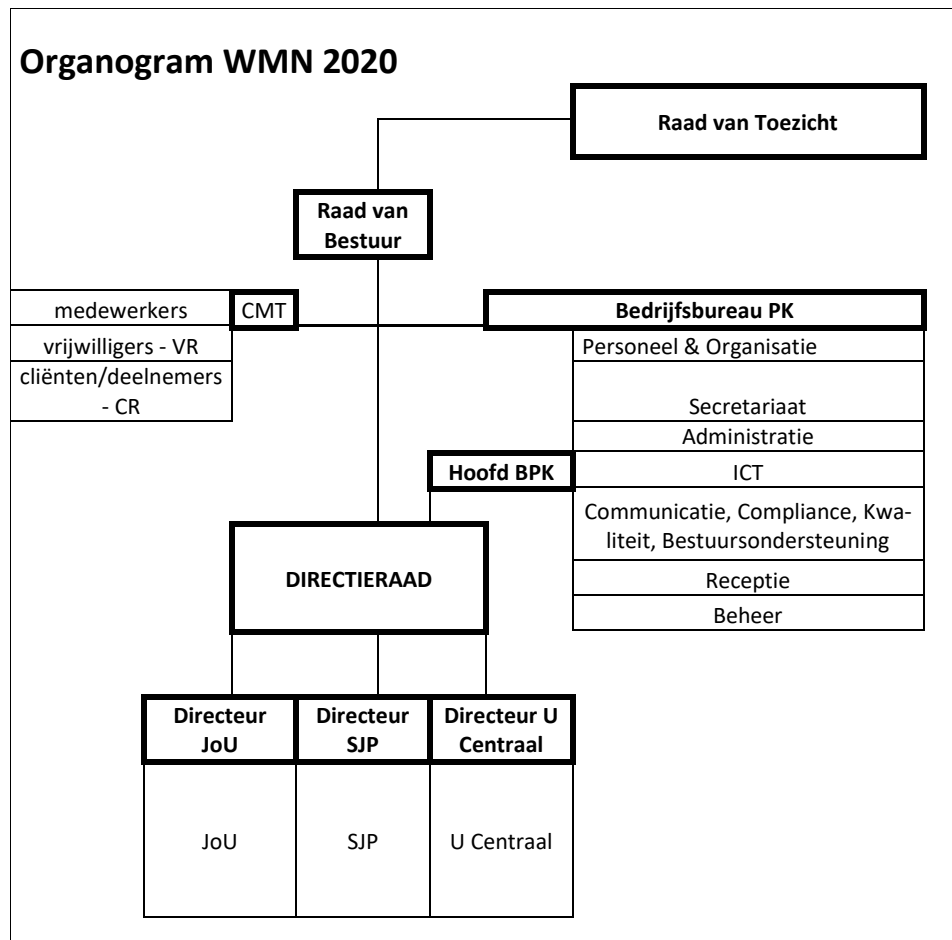 Organogram WMN 2020
Raad van Toezicht
Raad van
Bestuur
medewerkers
CMT
Bedrijfsbureau PK
vrijwilligers - VR
Personeel & Organisatie
cliënten/deelnemers
- CR
Secretariaat
Administratie
Hoofd BPK
ICT
Communicatie, Compliance, Kwa-
liteit, Bestuursondersteuning
DIRECTIERAAD
Receptie
Beheer
Directeur
JoU
Directeur
SJP
Directeur U
Centraal
JoU
SJP
U Centraal